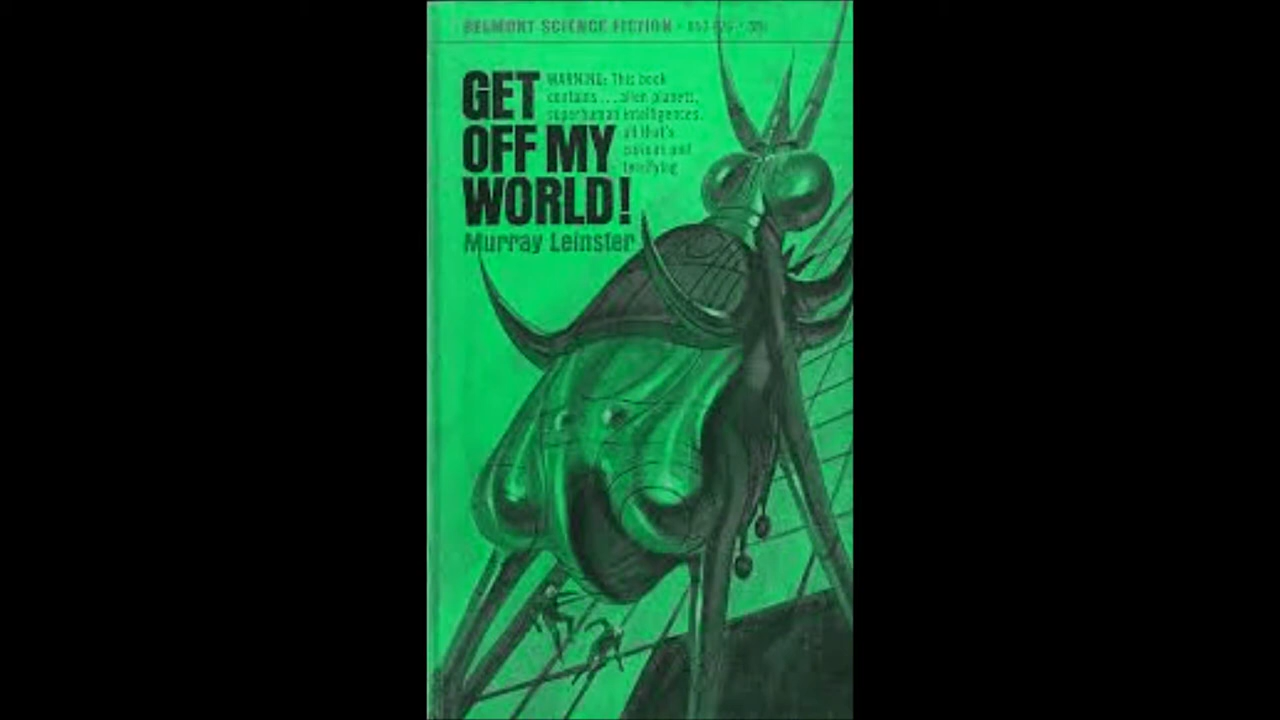 BELMONT SCIENCE FICTION
GET
OFF MY
WORLD!
WARNING: This book
contains...alien planets,
superhuman intelligences,
all that's
and
terrifying
Murray Leinster